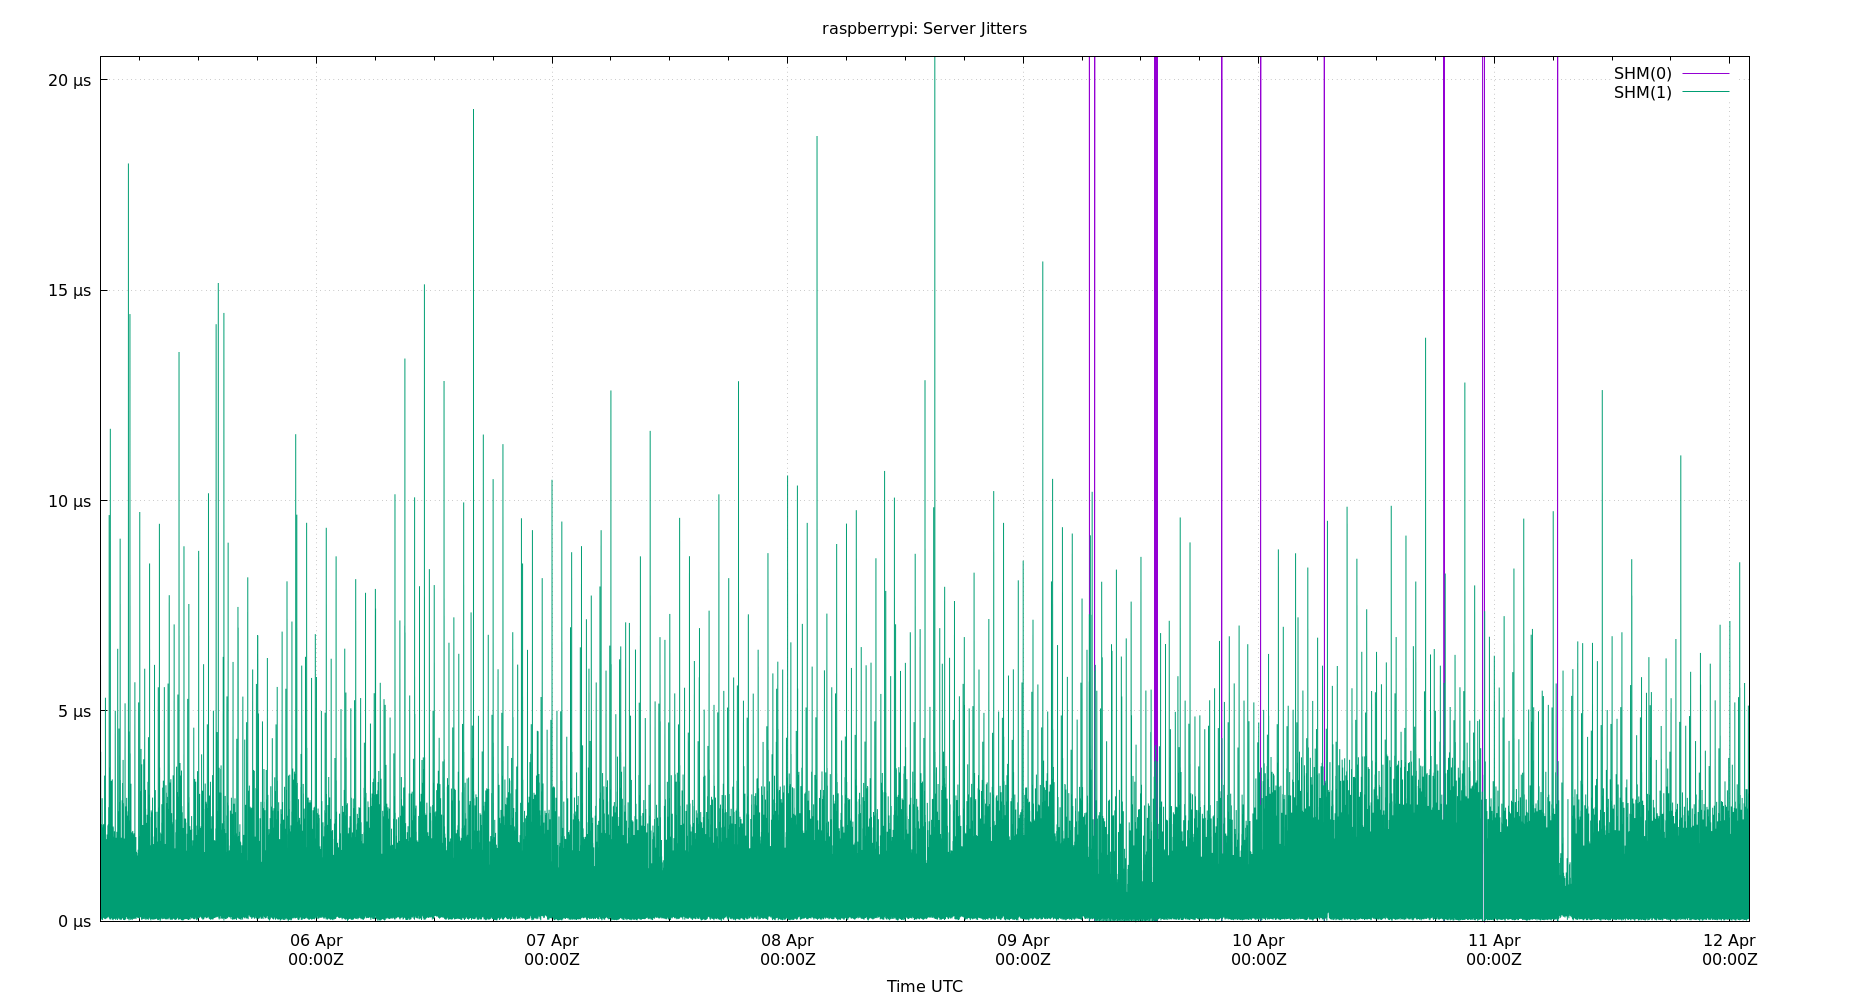 raspberrypi: Server Jitters
20 µs
15 µs
10 µs
5 µs
0 µs
SHM(0)
SHM(1)
06 Apr
00:00Z
07 Apr
00:00Z
08 Apr
00:00Z
09 Apr
00:00Z
10 Apr
00:00Z
11 Apr
00:00Z
12 Apr
00:00Z
Time UTC